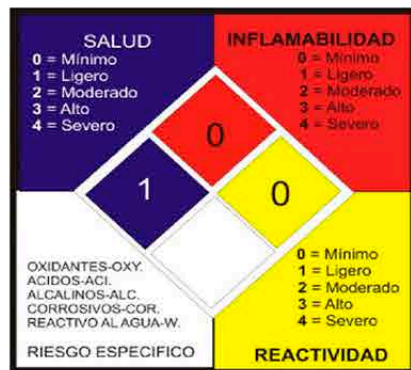 SALUD
0 = Mínimo
1 = Ligero
2 = Moderado
3 = Alto
4 = Severo
INFLAMABILIDAD
0 = Mínimo
1 = Ligero
2 = Moderado
3 = Alto
4 = Severo
0
1
0
OXIDANTES-OXY.
ACIDOS-ACI.
ALCALINOS-ALC.
CORROSIVOS-COR.
REACTIVO AL AGUA-W.
RIESGO ESPECIFICO
0 = Mínimo
1 = Ligero
2 = Moderado
3 = Alto
4 = Severo
REACTIVIDAD